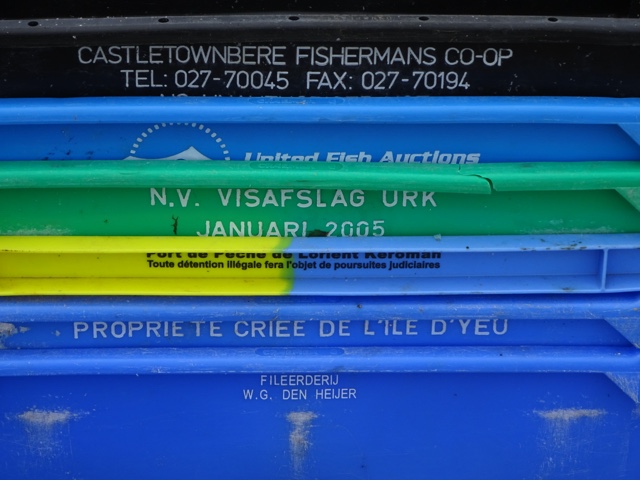 CASTLETOWNBERE FISHERMANS CO-OP
TEL: 027-70045 FAX: 027-70194
United Fish Auctions
N.V. VISAFSLAG URK
JANUARI 2005
Port de Pêche de Lorient Keroman
Toute détention illégale fera l'objet de poursuites judiciaires
PROPRIETE CRIÉE DE L'ILE D'YEU
FILEERDERIJ
W.G. DEN HEIJER